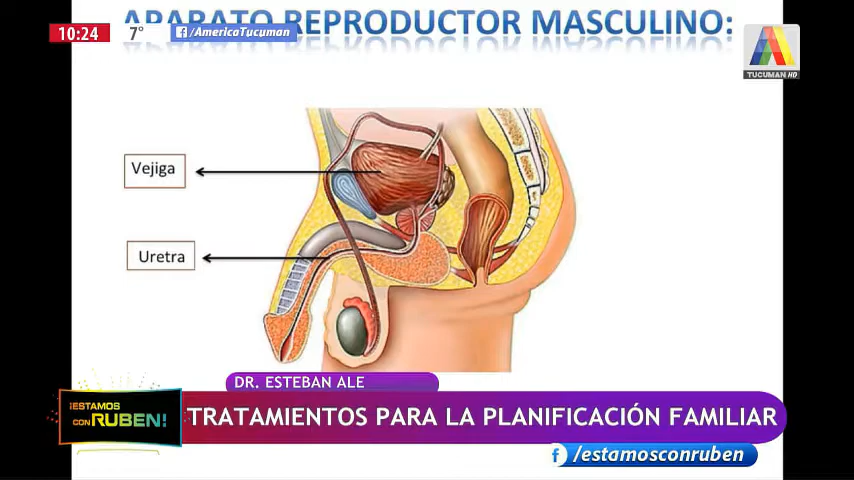 APARATO REPRODUCTOR MASCULINO:
10:24
7°
f/AmericaTucuman
TUCUMAN HD
Vejiga
Uretra
DR. ESTEBAN ALE
¡ESTAMOS
CON RUBEN!
TRATAMIENTOS PARA LA PLANIFICACIÓN FAMILIAR
f /estamosconruben